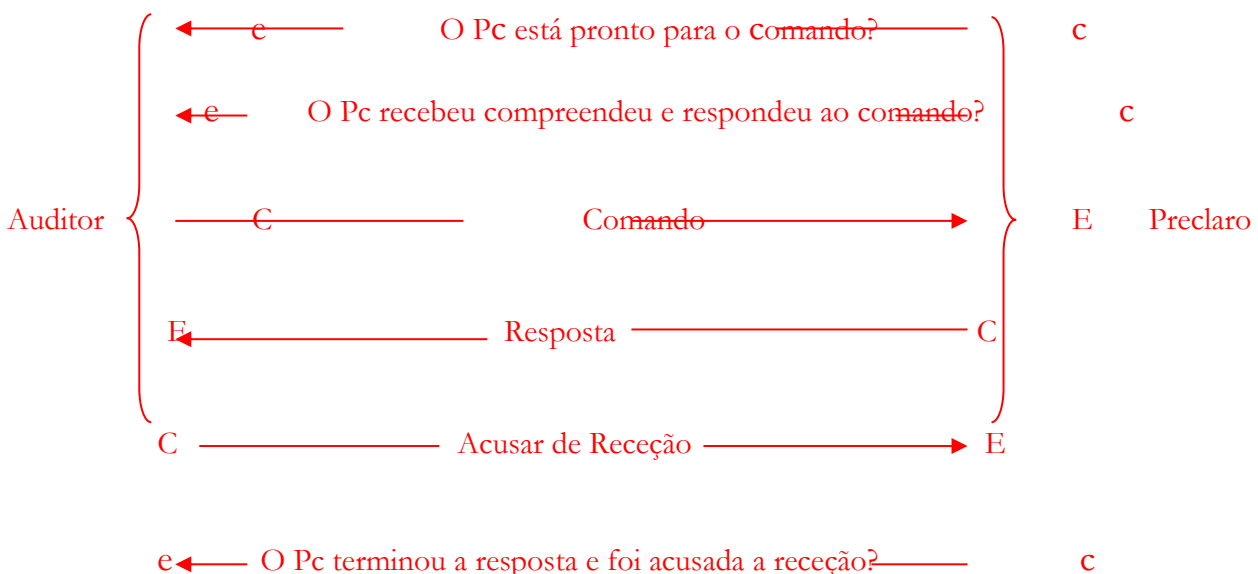 e O Pc está pronto para o comando? c
e O Pc recebeu compreendeu e respondeu ao comando? c
Auditor C Comando E Preclaro
E Resposta C
C Acusar de Receção E
e O Pc terminou a resposta e foi acusada a receção? c